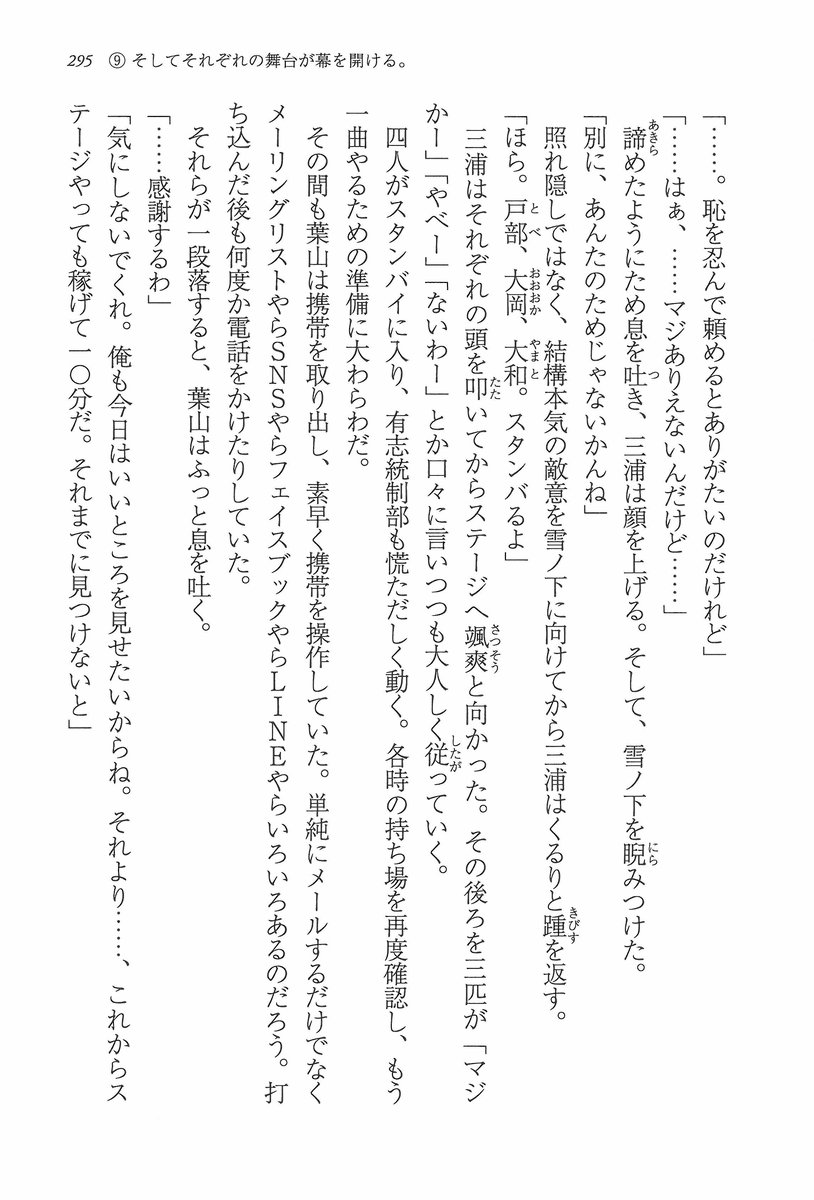 295 ⑨ そしてそれぞれの舞台が幕を開ける。
「……。恥を忍んで頼めるとありがたいのだけれど」
「……はぁ、……マジありえないんだけど……」
諦めたようにため息を吐き、三浦は顔を上げる。そして、雪ノ下を睨みつけた。
「別に、あんたのためじゃないかんね」
照れ隠しではなく、結構本気の敵意を雪ノ下に向けてから三浦はくるりと踵を返す。
「ほら。戸部、大岡、大和。スタンバるよ」
三浦はそれぞれの頭を叩いてからステージへ颯爽と向かった。その後ろを三匹が「マジ
かー」「やべー」「ないわー」とか口々に言いつつも大人しく従っていく。
四人がスタンバイに入り、有志統制部も慌ただしく動く。各時の持ち場を再度確認し、もう
一曲やるための準備に大わらわだ。
その間も葉山は携帯を取り出し、素早く携帯を操作していた。単純にメールするだけでなく
メーリングリストやらSNSやらフェイスブックやらLINEやらいろいろあるのだろう。打
ち込んだ後も何度か電話をかけたりしていた。
それらが一段落すると、葉山はふっと息を吐く。
「……感謝するわ」
「気にしないでくれ。俺も今日はいいところを見せたいからね。それより……、これからス
テージやっても稼げて一〇分だ。それまでに見つけないと」